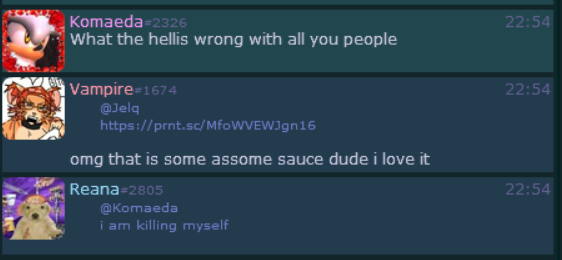 Komaeda#2326 22:54
What the hellis wrong with all you people
Vampire#1674 22:54
@Jelq
https://prnt.sc/MfoWVEWJgn16
omg that is some assome sauce dude i love it
Reana#2805 22:54
@Komaeda
i am killing myself